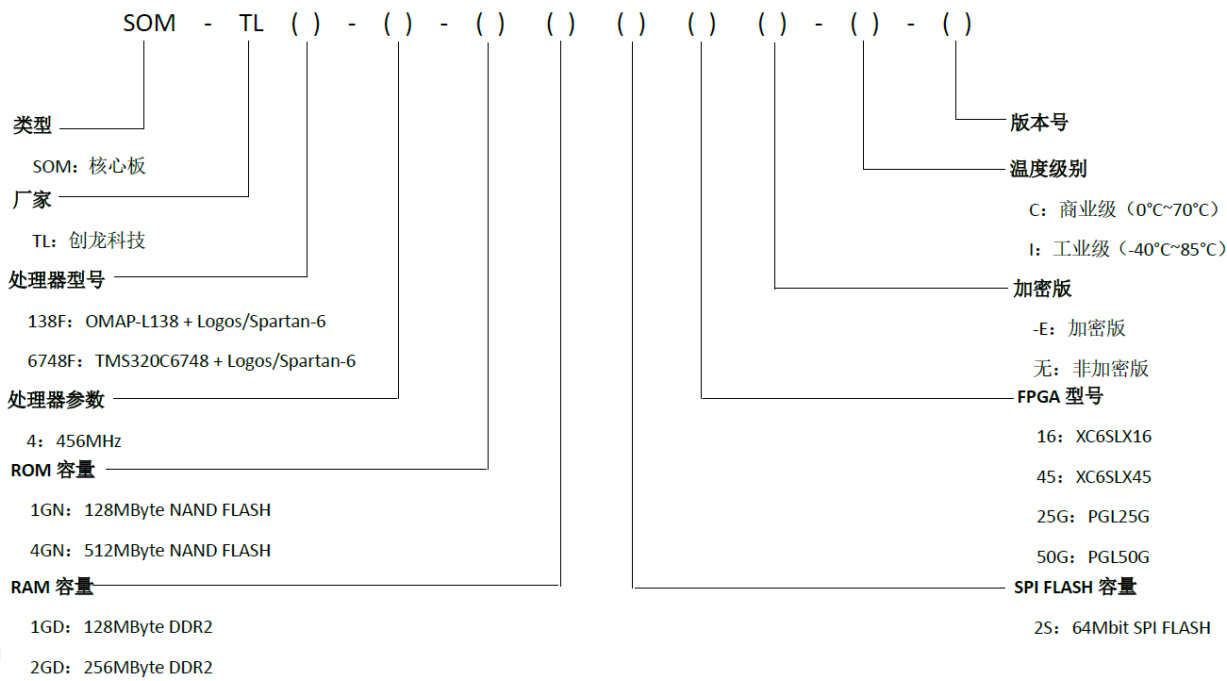 SOM - TL ( ) - ( ) - ( ) ( ) ( ) ( ) ( ) - ( ) - ( )
类型
SOM：核心板
厂家
TL：创龙科技
处理器型号
138F：OMAP-L138 + Logos/Spartan-6
6748F：TMS320C6748 + Logos/Spartan-6
处理器参数
4：456MHz
ROM 容量
1GN：128MByte NAND FLASH
4GN：512MByte NAND FLASH
RAM 容量
1GD：128MByte DDR2
2GD：256MByte DDR2
版本号
温度级别
C：商业级（0°C~70°C）
I：工业级（-40°C~85°C）
加密版
-E：加密版
无：非加密版
FPGA 型号
16：XC6SLX16
45：XC6SLX45
25G：PGL25G
50G：PGL50G
SPI FLASH 容量
2S：64Mbit SPI FLASH